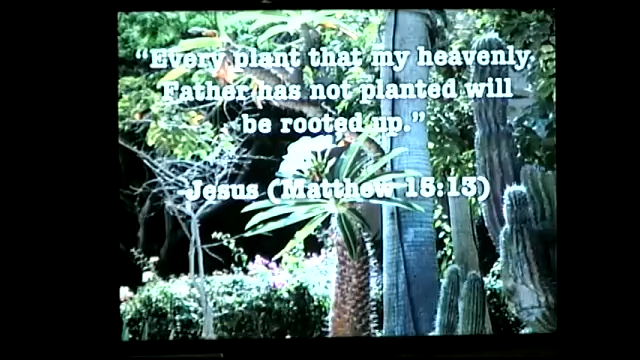 “Every plant that my heavenly
Father has not planted will
be rooted up.”
Jesus (Matthew 15:13)